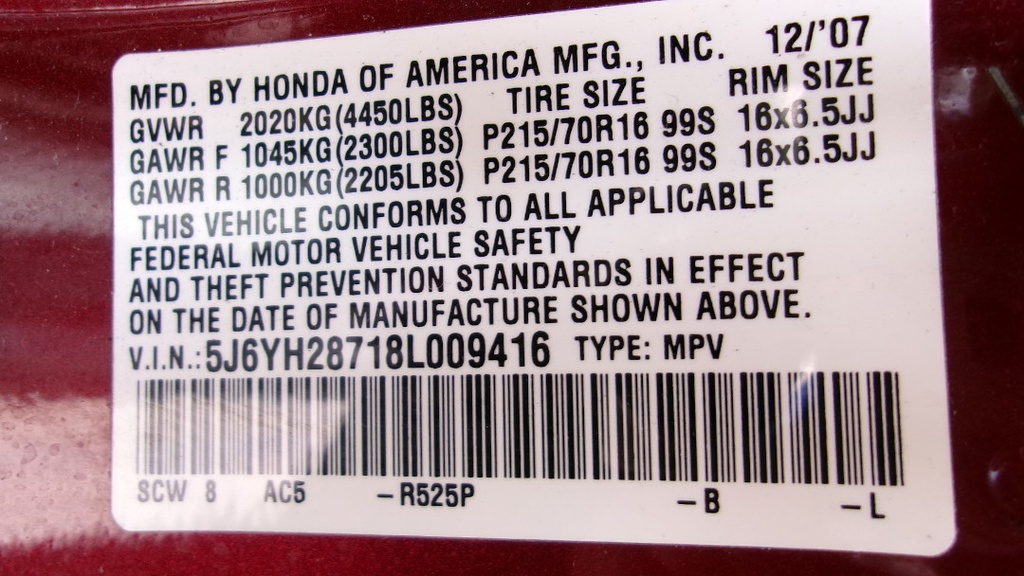 MFD. BY HONDA OF AMERICA MFG., INC. 12/'07
GVWR 2020KG(4450LBS) TIRE SIZE RIM SIZE
GAWR F 1045KG(2300LBS) P215/70R16 99S 16x6.5JJ
GAWR R 1000KG(2205LBS) P215/70R16 99S 16x6.5JJ
THIS VEHICLE CONFORMS TO ALL APPLICABLE
FEDERAL MOTOR VEHICLE SAFETY
AND THEFT PREVENTION STANDARDS IN EFFECT
ON THE DATE OF MANUFACTURE SHOWN ABOVE.
V.I.N.: 5J6YH28718L009416 TYPE: MPV
SCW 8 AC5 -R525P -B -L